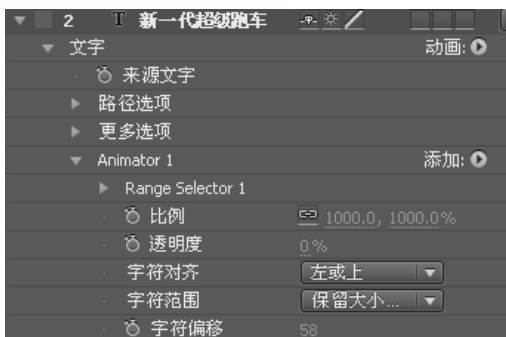 2 T 新一代超级跑车
文字 动画:
来源文字
路径选项
更多选项
Animator 1 添加:
Range Selector 1
比例 1000.0, 1000.0%
透明度 0%
字符对齐 左或上
字符范围 保留大小...
字符偏移 58